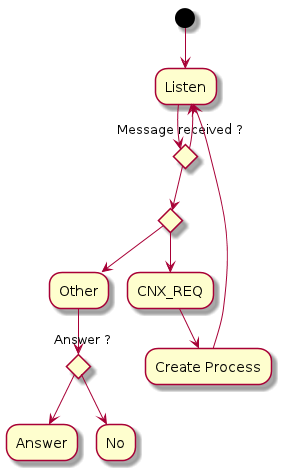 Listen
Message received ?
Other
CNX_REQ
Answer ?
Create Process
Answer
No